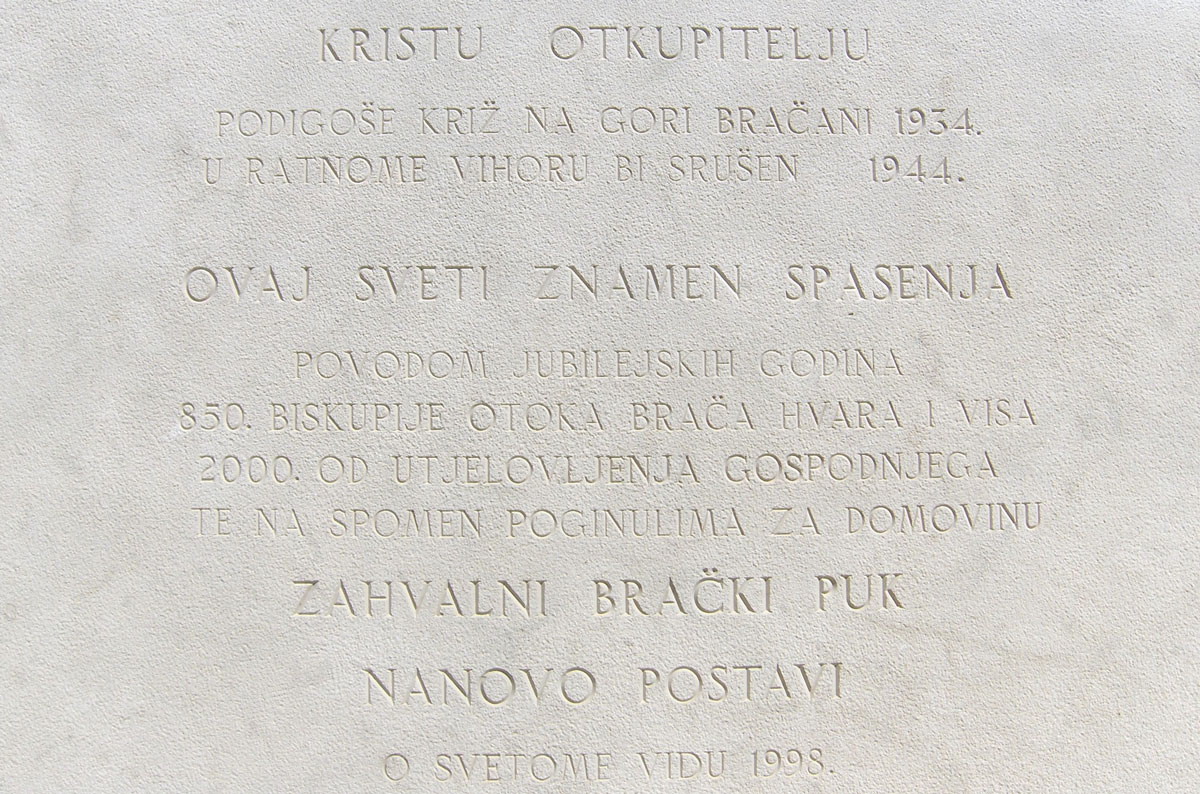 KRISTU OTKUPITELJU
PODIGOŠE KRIŽ NA GORI BRAČANI 1934.
U RATNOME VIHORU BI SRUŠEN 1944.
OVAJ SVETI ZNAMEN SPASENJA
POVODOM JUBILEJSKIH GODINA
850. BISKUPIJE OTOKA BRAČA HVARA I VISA
2000. OD UTJELOVLJENJA GOSPODNJEGA
TE NA SPOMEN POGINULIMA ZA DOMOVINU
ZAHVALNI BRAČKI PUK
NANOVO POSTAVI
O SVETOME VIDU 1998.